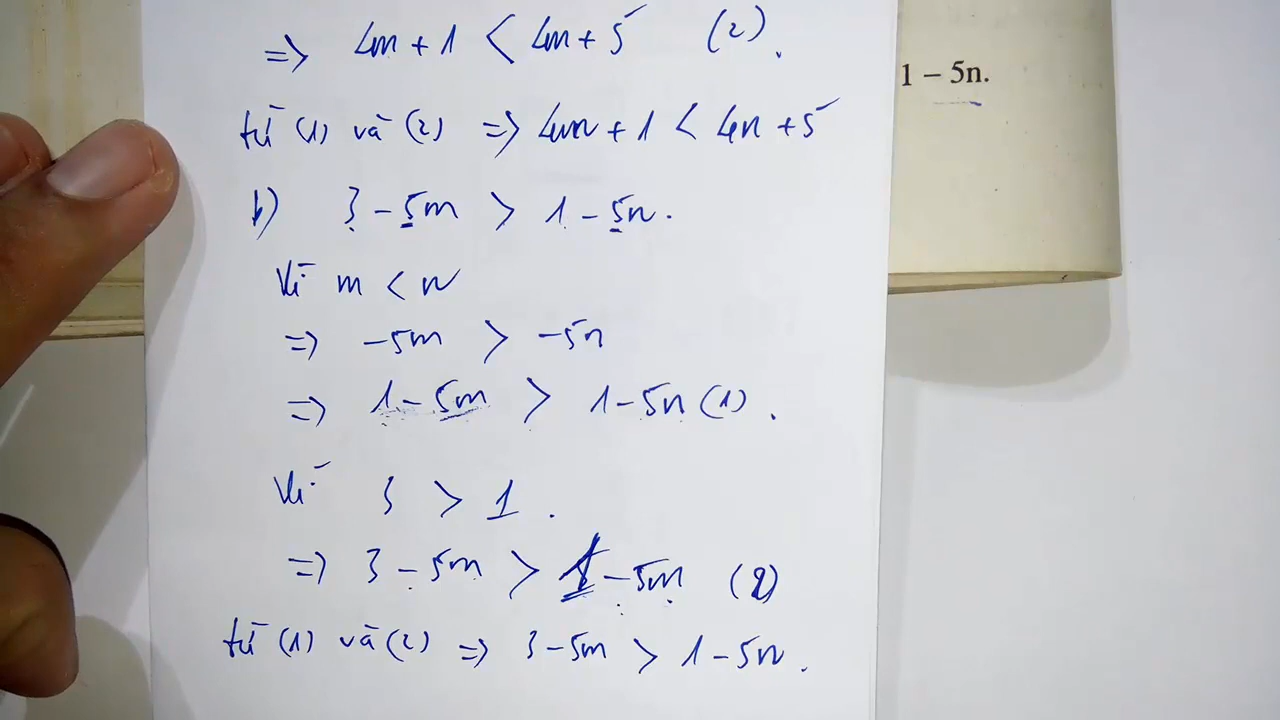 => 4m + 1 < 4m + 5 (2).
1 – 5n.
từ (1) và (2) => 4m + 1 < 4n + 5
b) 3 - 5m > 1 - 5n.
Vì m < n
=> -5m > -5n
=> 1 - 5m > 1 - 5n (1).
Vì 3 > 1.
=> 3 - 5m > 1 - 5m (2)
từ (1) và (2) => 3 - 5m > 1 - 5n.